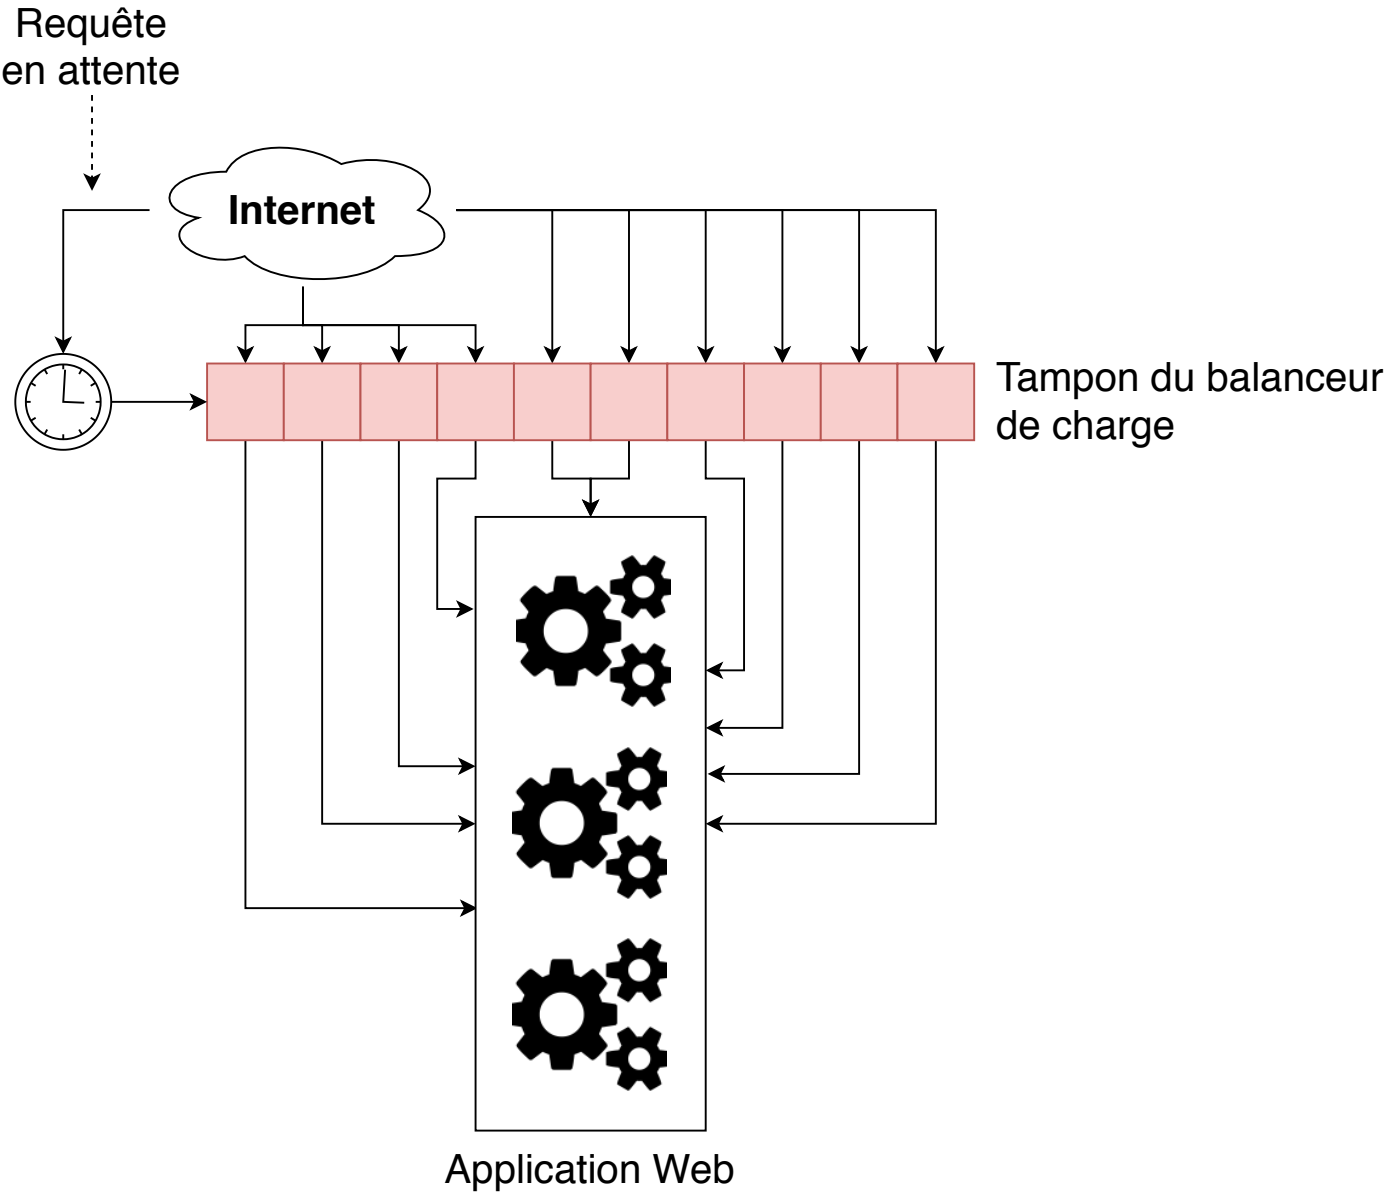 Requête
en attente
Internet
Tampon du balanceur
de charge
Application Web